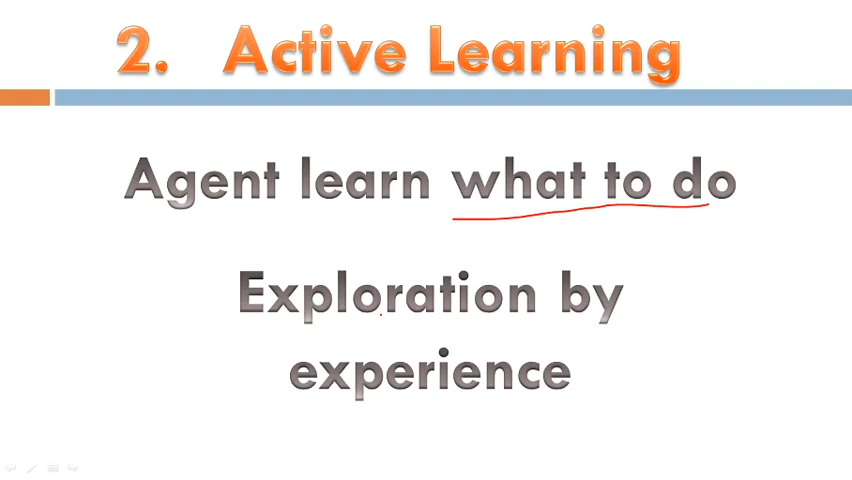 2. Active Learning
Agent learn what to do
Exploration by
experience